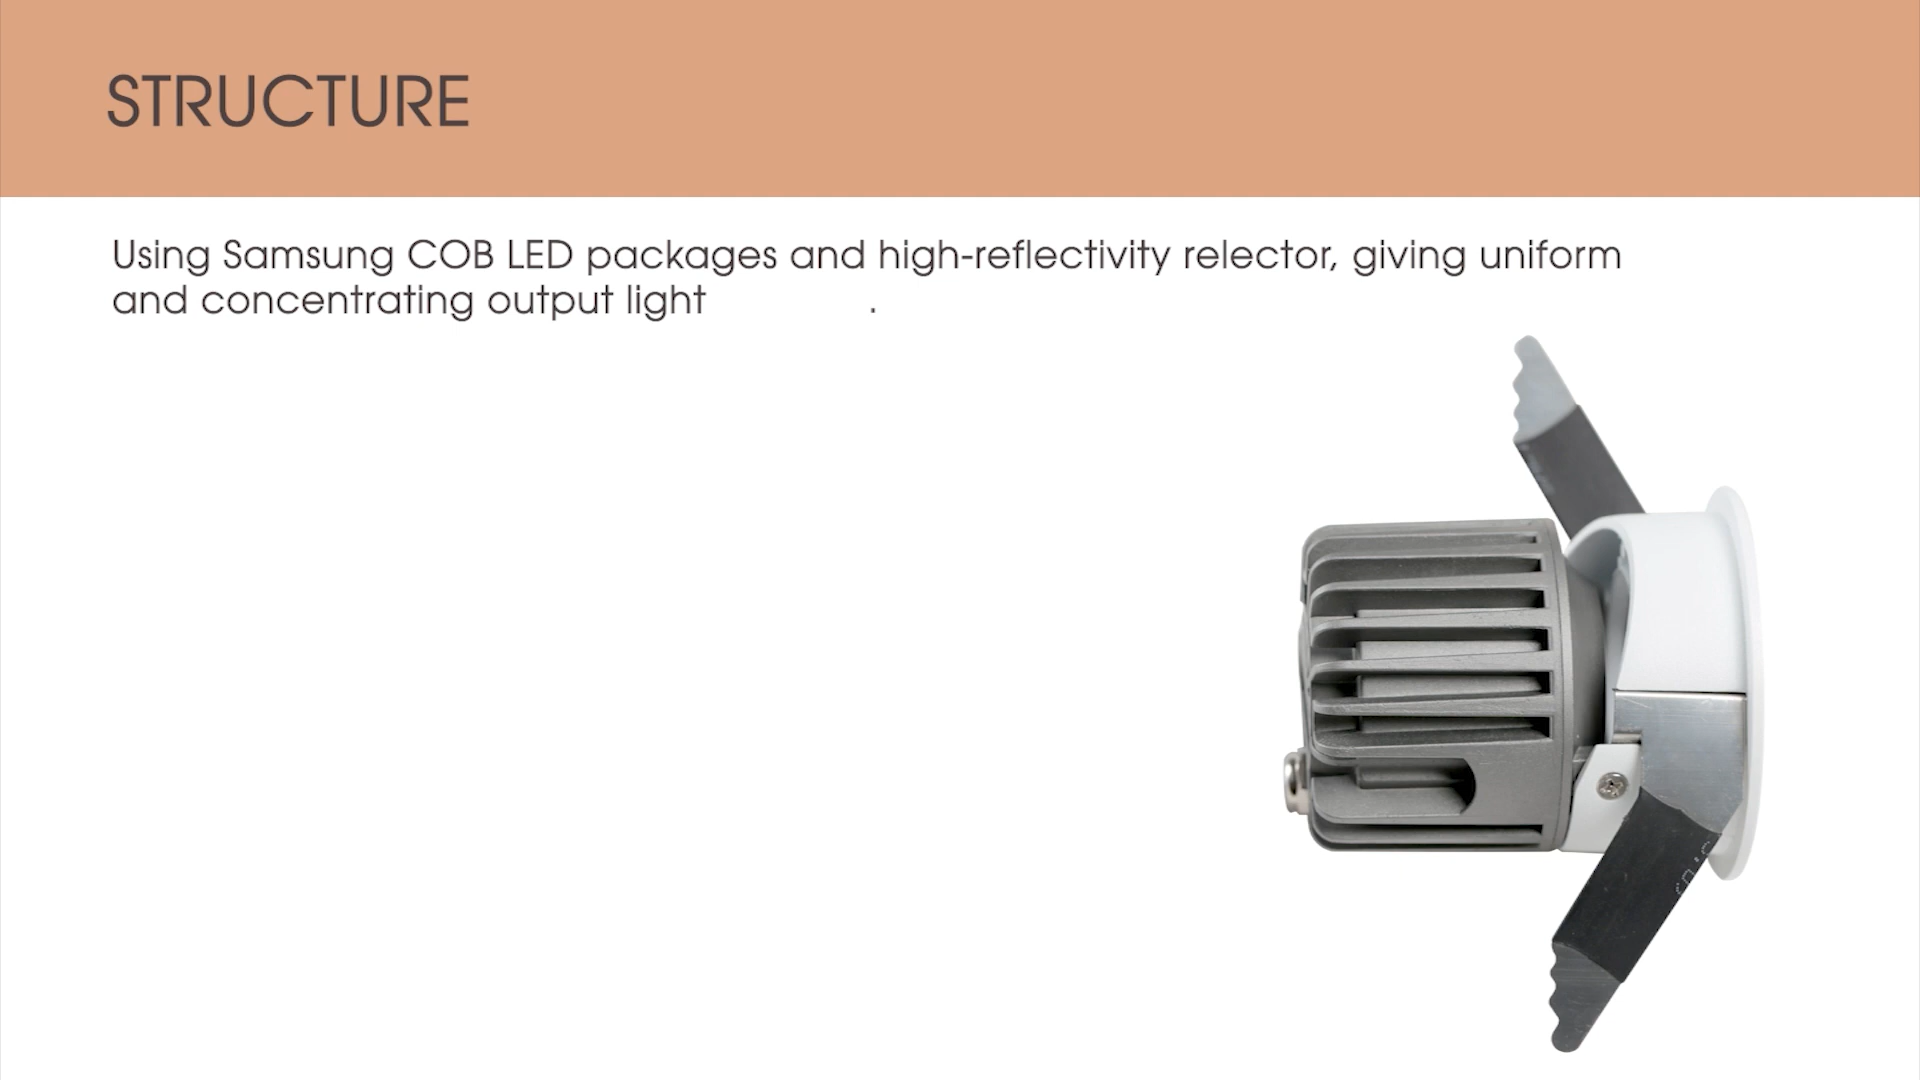 STRUCTURE
Using Samsung COB LED packages and high-reflectivity relector, giving uniform
and concentrating output light .